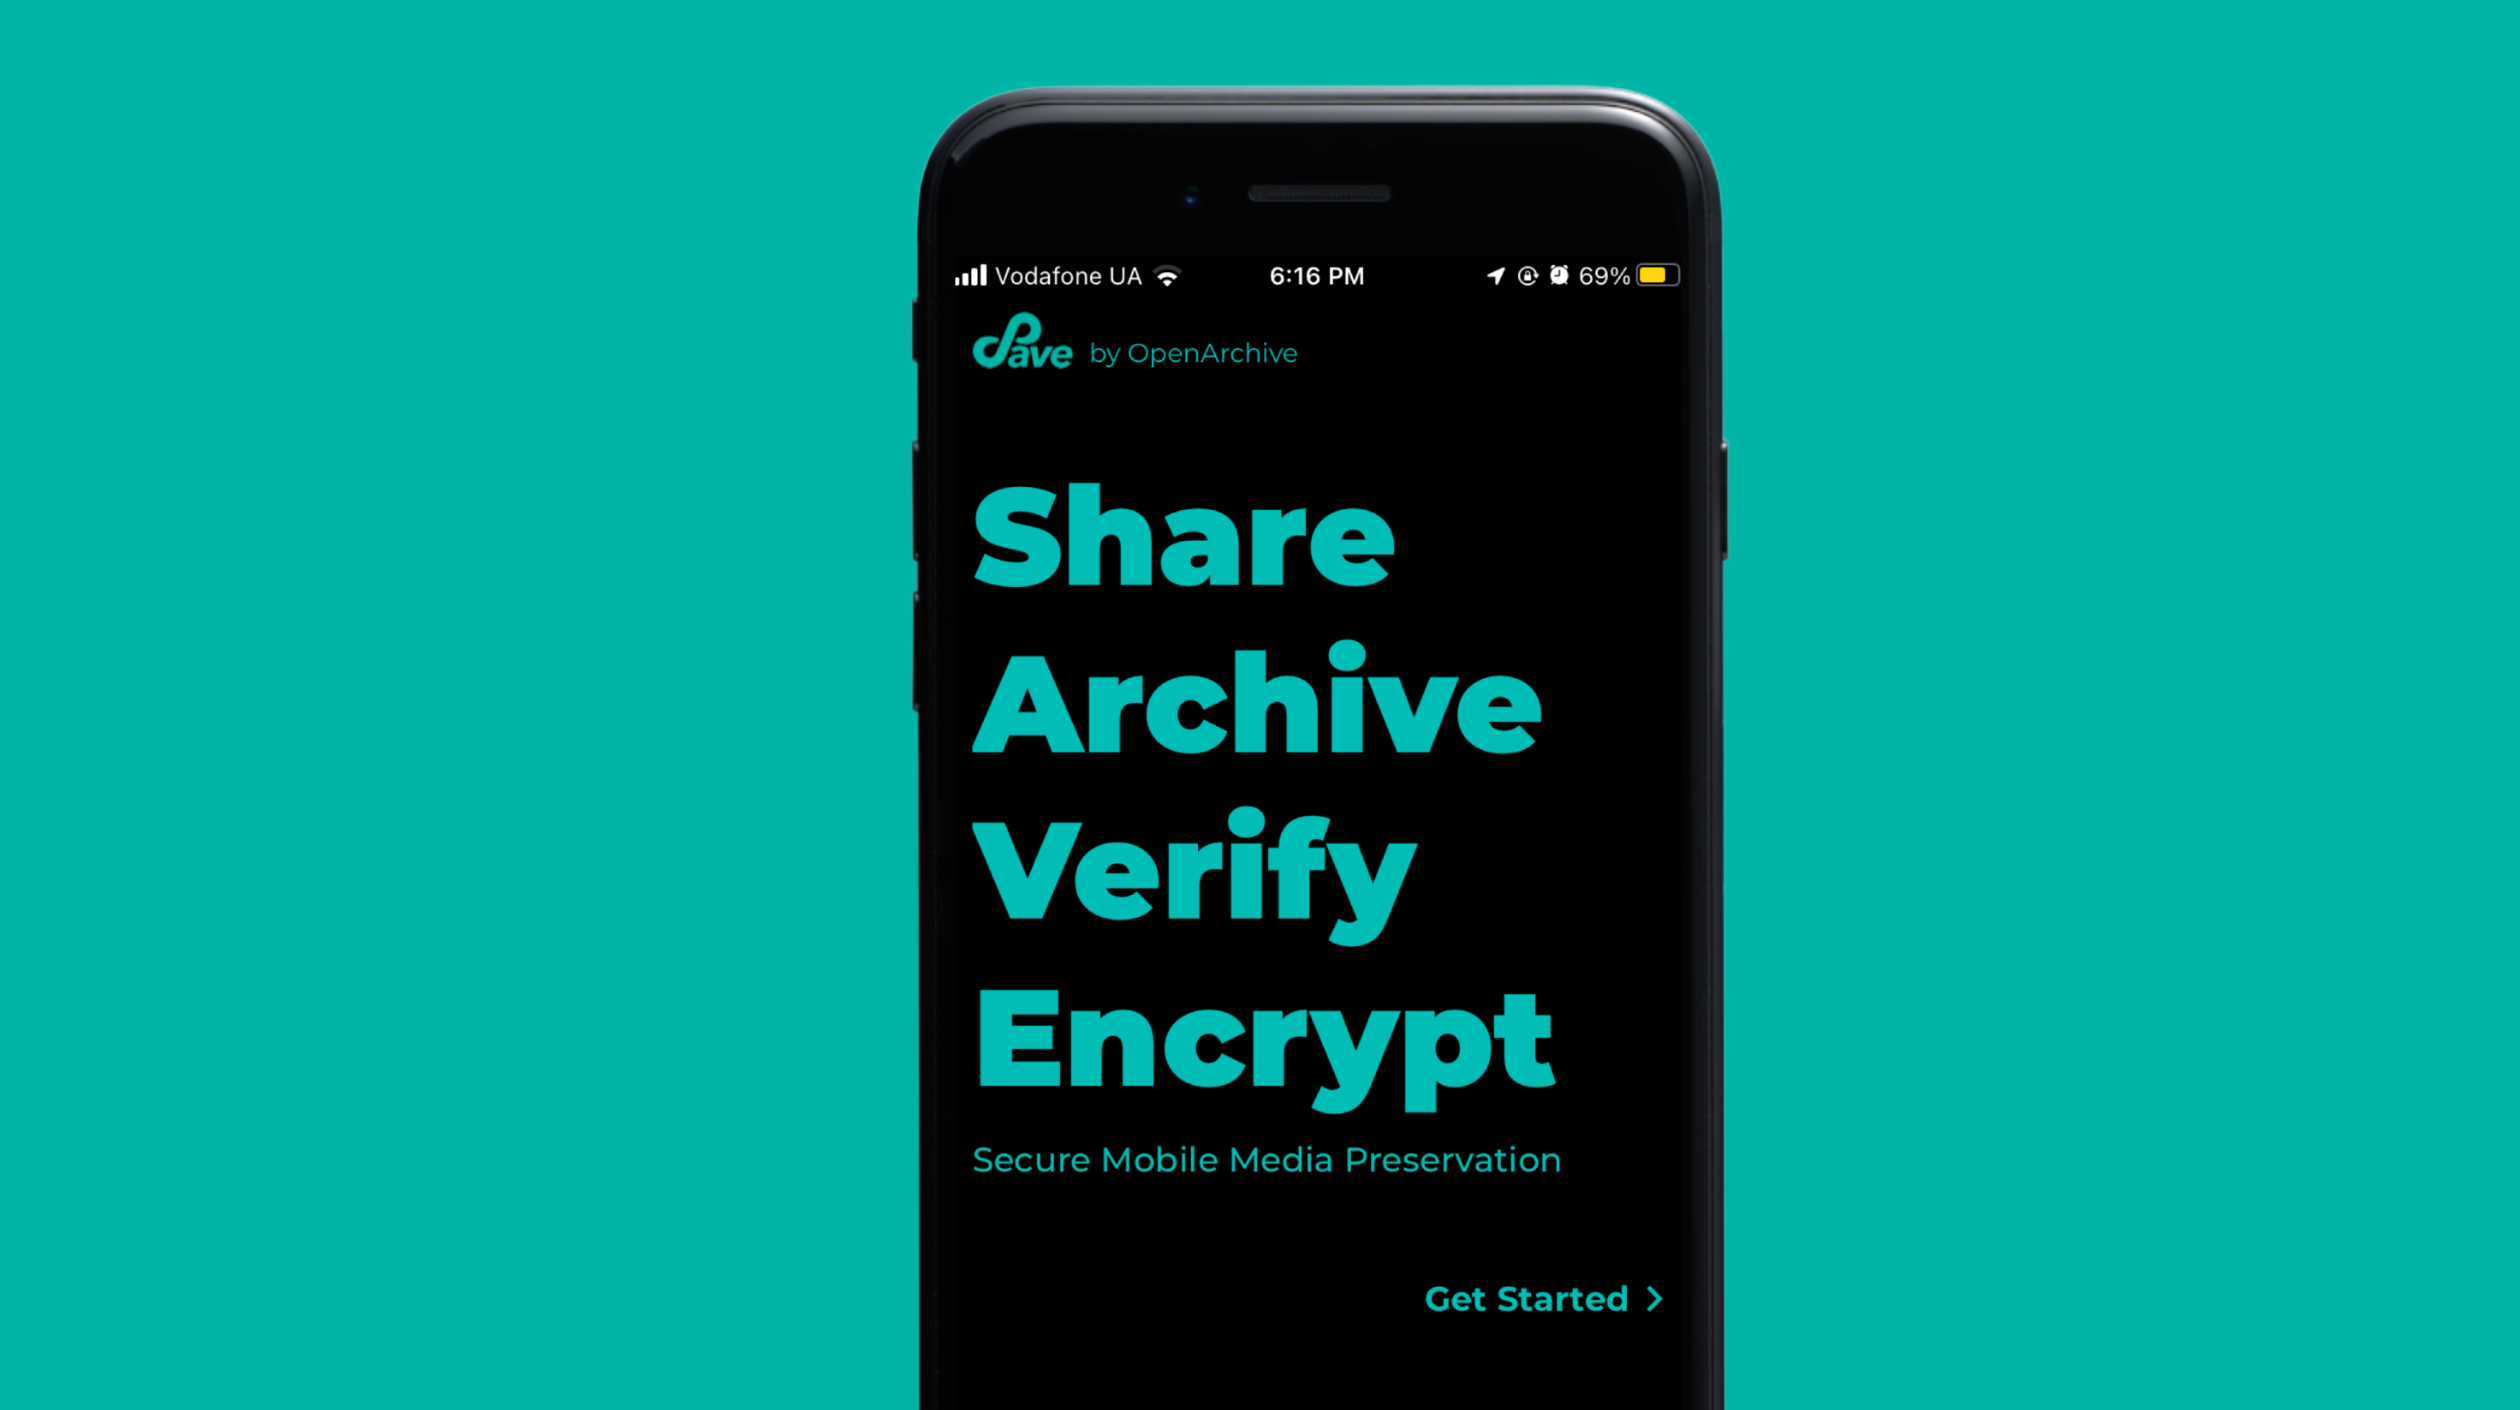 Vodafone UA 6:16 PM 69%
Save by OpenArchive
Share
Archive
Verify
Encrypt
Secure Mobile Media Preservation
Get Started